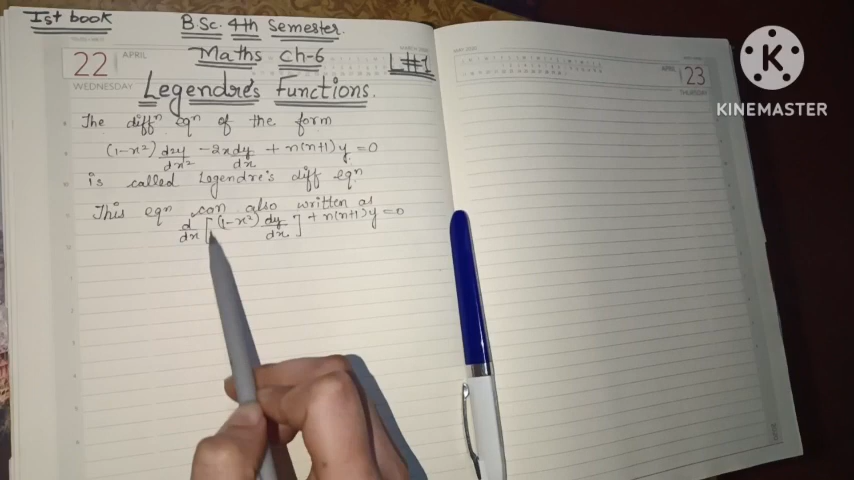 Ist book
B.Sc. 4th Semester.
Maths Ch-6
L#1
22 APRIL
WEDNESDAY
Legendre's Functions.
The diffⁿ eqn of the form
(1-x²) d2y/dx² - 2x dy/dx + n(n+1)y = 0
is called Legendre's diff eqⁿ
This eqn can also written as
d/dx [(1-x²) dy/dx] + n(n+1)y = 0
APRIL 23
THURSDAY
K
KINEMASTER